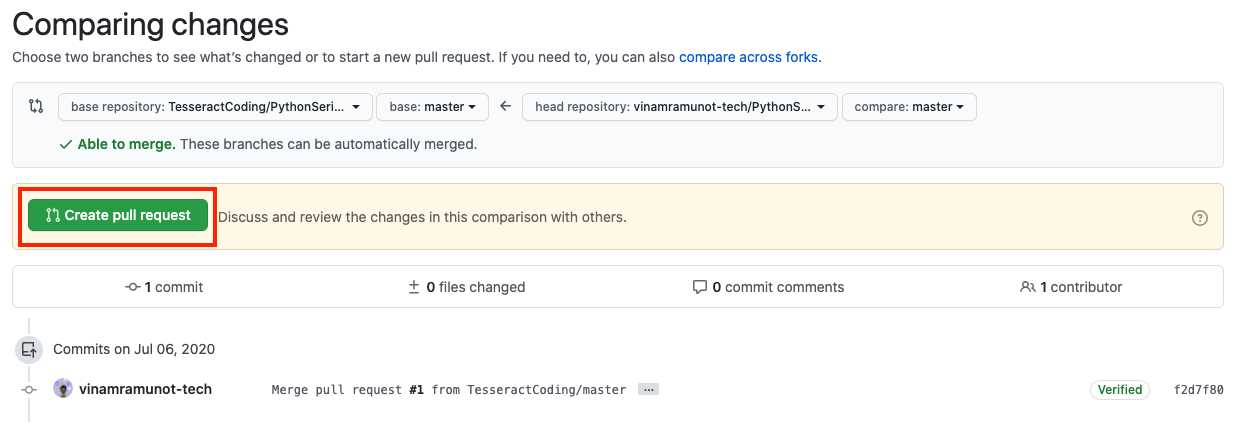 Comparing changes
Choose two branches to see what’s changed or to start a new pull request. If you need to, you can also compare across forks.
base repository: TesseractCoding/PythonSeri... base: master head repository: vinamramunot-tech/PythonS... compare: master
Able to merge. These branches can be automatically merged.
Create pull request Discuss and review the changes in this comparison with others. ?
1 commit 0 files changed 0 commit comments 1 contributor
Commits on Jul 06, 2020
vinamramunot-tech Merge pull request #1 from TesseractCoding/master ... Verified f2d7f80